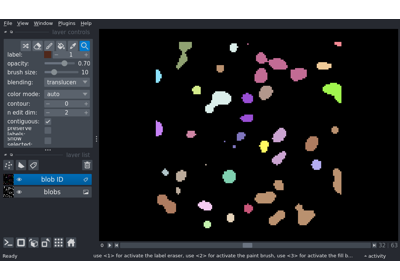 File View Window Plugins Help
layer controls
label: 1
opacity: 0.70
brush size: 10
blending: translucen
color mode: auto
contour: 0
n edit dim: 2
contiguous:
preserve
labels:
show
selected:
layer list
blob ID
blobs
32 63
Ready
use <1> for activate the label eraser, use <2> for activate the paint brush, use <3> for activate the fill b...
activity